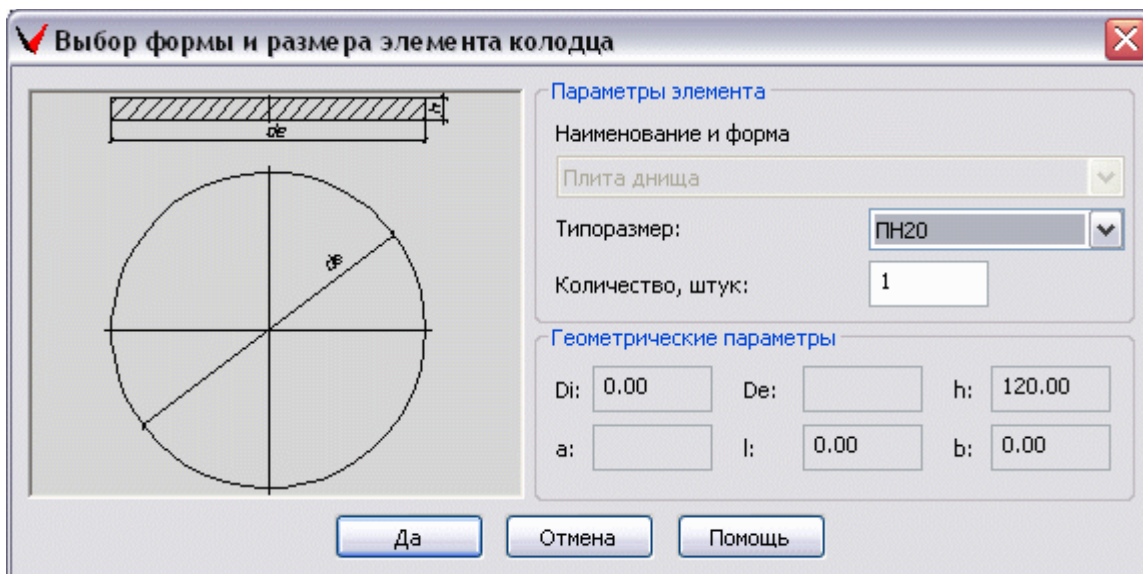 Выбор формы и размера элемента колодца
h
de
de
Параметры элемента
Наименование и форма
Плита днища
Типоразмер: ПН20
Количество, штук: 1
Геометрические параметры
Di: 0.00 De: h: 120.00
a: l: 0.00 b: 0.00
Да Отмена Помощь